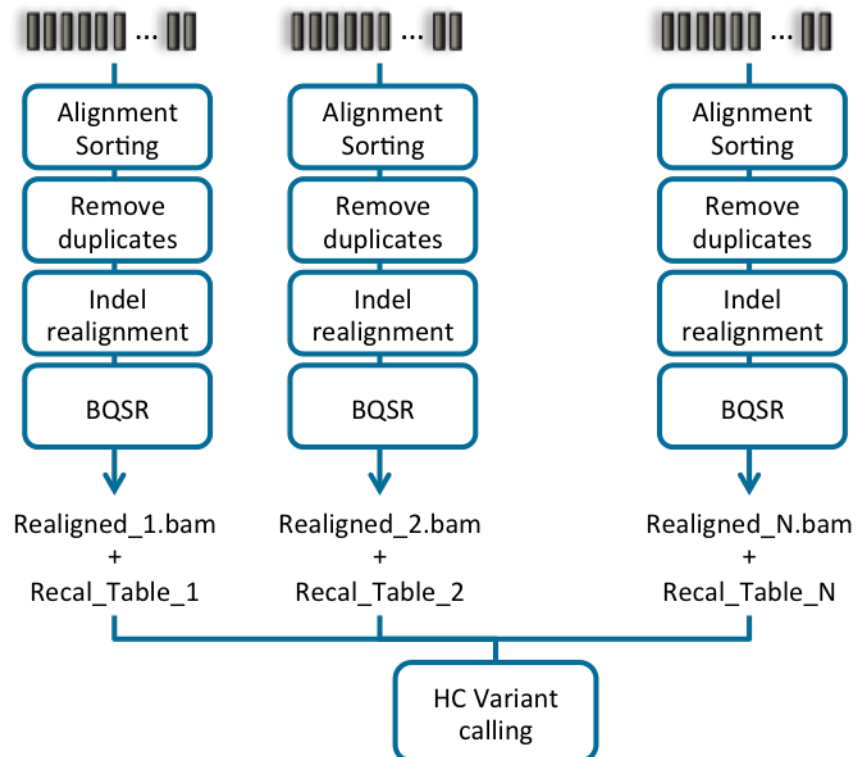 ... ... ...
Alignment
Sorting
Remove
duplicates
Indel
realignment
BQSR
Realigned_1.bam
+
Recal_Table_1
Alignment
Sorting
Remove
duplicates
Indel
realignment
BQSR
Realigned_2.bam
+
Recal_Table_2
Alignment
Sorting
Remove
duplicates
Indel
realignment
BQSR
Realigned_N.bam
+
Recal_Table_N
HC Variant
calling